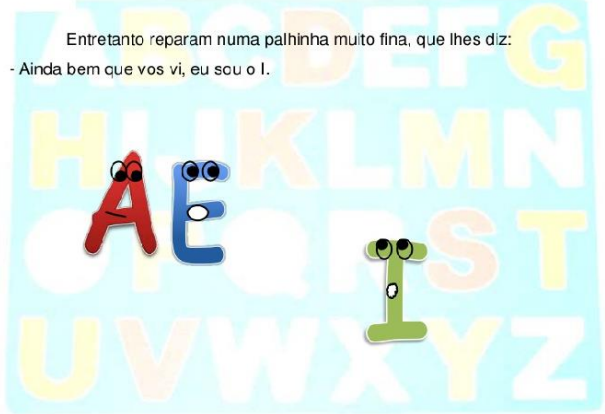 Entretanto reparam numa palhinha muito fina, que lhes diz:
- Ainda bem que vos vi, eu sou o I.
A B C D E F G
H I J K L M N
A E
O P Q R S T
I
U V W X Y Z